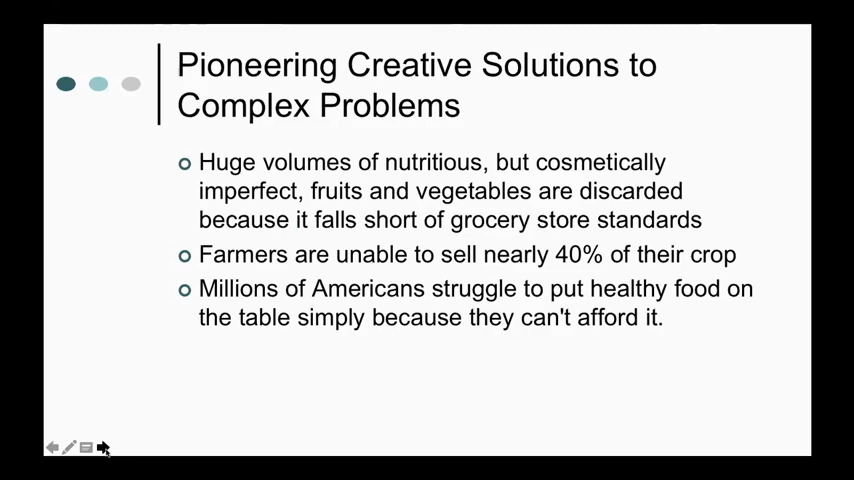 Pioneering Creative Solutions to
Complex Problems
Huge volumes of nutritious, but cosmetically
imperfect, fruits and vegetables are discarded
because it falls short of grocery store standards
Farmers are unable to sell nearly 40% of their crop
Millions of Americans struggle to put healthy food on
the table simply because they can't afford it.